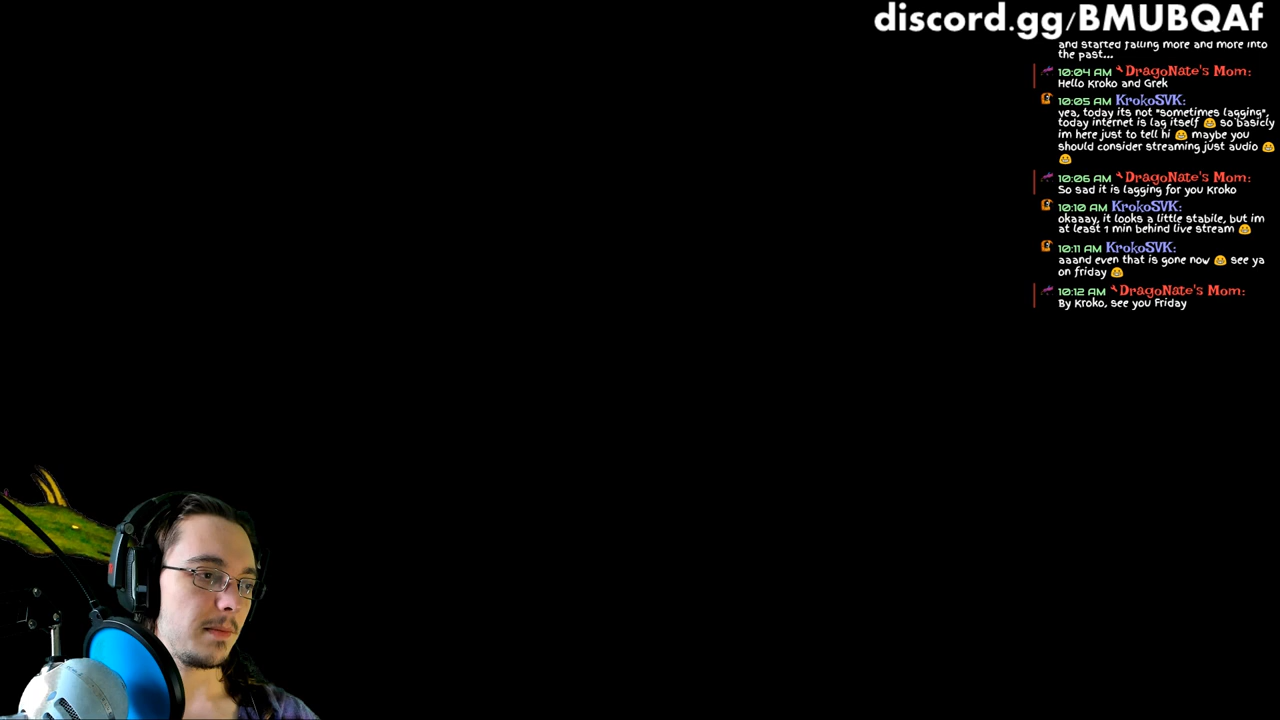 discord.gg/BMUBQAf
and started falling more and more into
the past...
10:04 AM DragoNate's Mom:
Hello Kroko and Grek
10:05 AM KrokoSVK:
yea, today its not "sometimes lagging",
today internet is lag itself 😂 so basicly
im here just to tell hi 😂 maybe you
should consider streaming just audio 😂
😂
10:06 AM DragoNate's Mom:
So sad it is lagging for you Kroko
10:10 AM KrokoSVK:
okaaay, it looks a little stabile, but im
at least 1 min behind live stream 😂
10:11 AM KrokoSVK:
aaand even that is gone now 😂 see ya
on friday 😂
10:12 AM DragoNate's Mom:
By Kroko, see you Friday